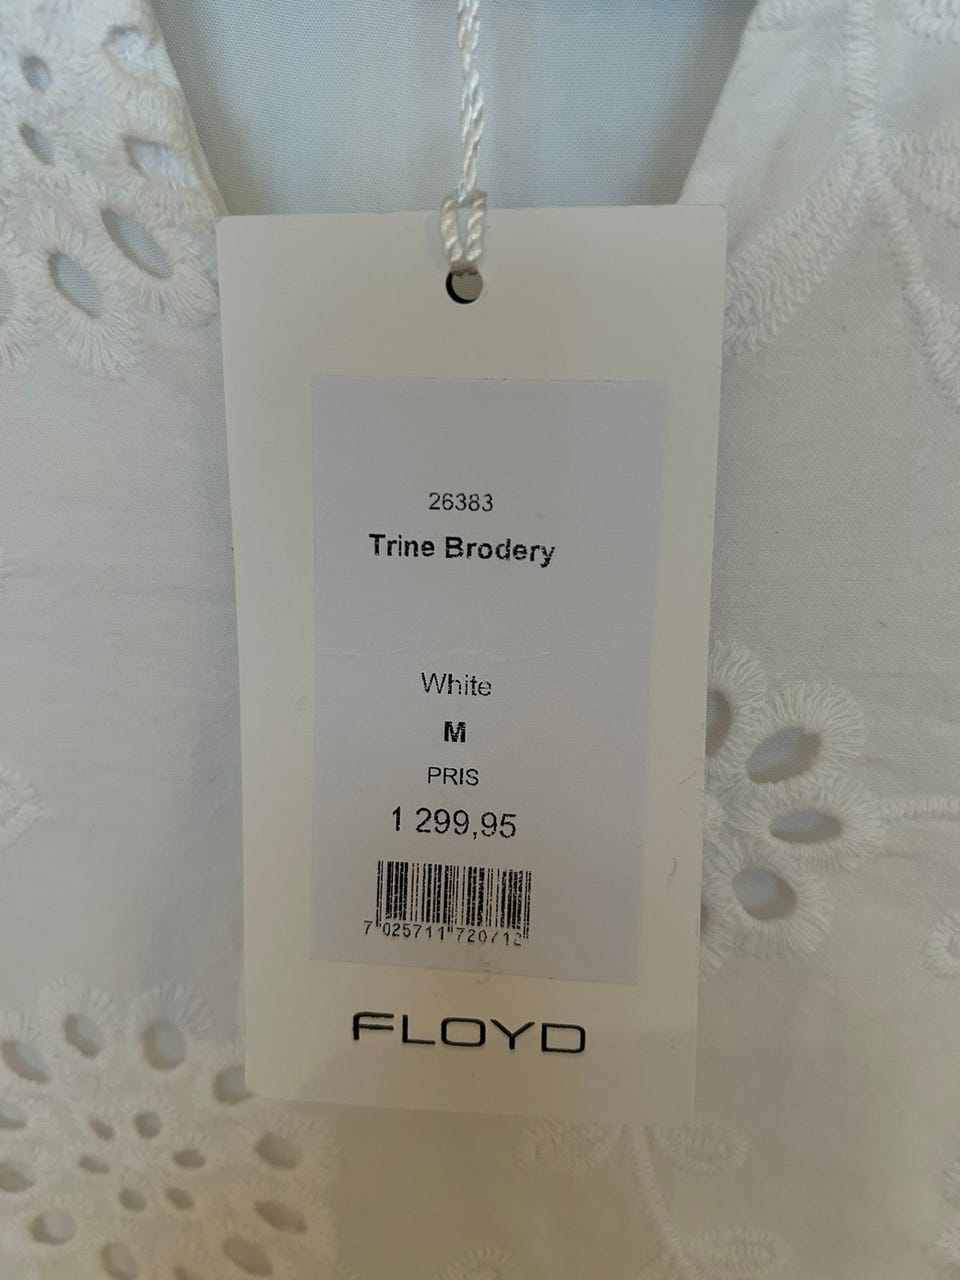 26383
Trine Brodery
White
M
PRIS
1 299,95
7 025711 720712
FLOYD